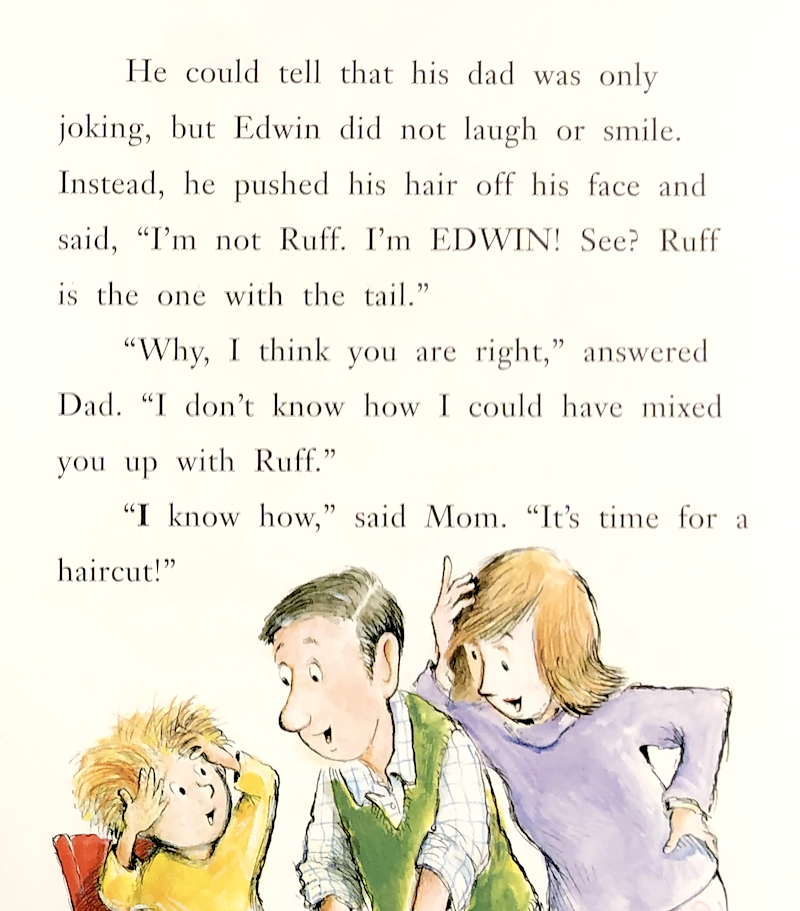 He could tell that his dad was only
joking, but Edwin did not laugh or smile.
Instead, he pushed his hair off his face and
said, “I’m not Ruff. I’m EDWIN! See? Ruff
is the one with the tail.”
“Why, I think you are right,” answered
Dad. “I don’t know how I could have mixed
you up with Ruff.”
“I know how,” said Mom. “It’s time for a
haircut!”